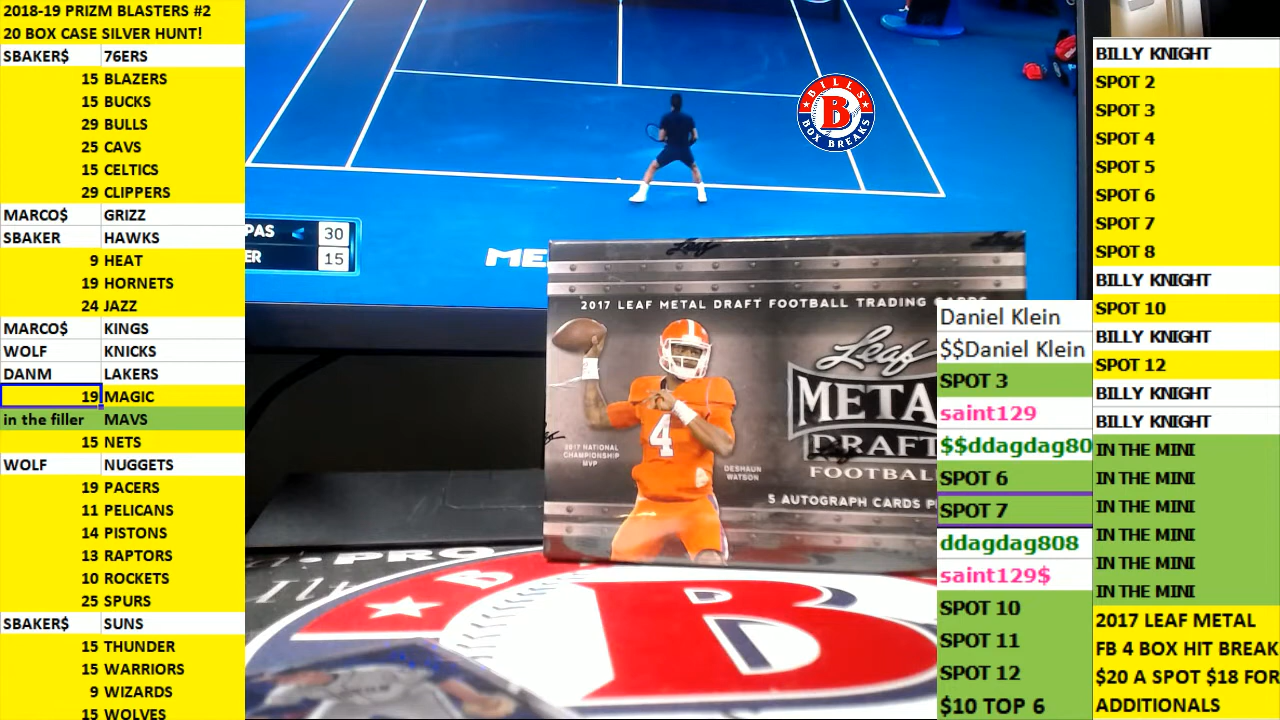 2018-19 PRIZM BLASTERS #2
20 BOX CASE SILVER HUNT!
SBAKER$ 76ERS
15 BLAZERS
15 BUCKS
29 BULLS
25 CAVS
15 CELTICS
29 CLIPPERS
MARCO$ GRIZZ
SBAKER HAWKS
9 HEAT
19 HORNETS
24 JAZZ
MARCO$ KINGS
WOLF KNICKS
DANM LAKERS
19 MAGIC
in the filler MAVS
15 NETS
WOLF NUGGETS
19 PACERS
11 PELICANS
14 PISTONS
13 RAPTORS
10 ROCKETS
25 SPURS
SBAKER$ SUNS
15 THUNDER
15 WARRIORS
9 WIZARDS
15 WOLVES
BILLS
B
BOX BREAKS
PAS 30
ER 15
ME
Leaf
2017 LEAF METAL DRAFT FOOTBALL TRADING CARDS
Leaf
METAL
DRAFT
FOOTBALL
4
2017 NATIONAL
CHAMPIONSHIP
MVP
DESHAUN
WATSON
5 AUTOGRAPH CARDS P
PRO
B
Daniel Klein
$$Daniel Klein
SPOT 3
saint129
$$ddagdag80
SPOT 6
SPOT 7
ddagdag808
saint129$
SPOT 10
SPOT 11
SPOT 12
$10 TOP 6
BILLY KNIGHT
SPOT 2
SPOT 3
SPOT 4
SPOT 5
SPOT 6
SPOT 7
SPOT 8
BILLY KNIGHT
SPOT 10
BILLY KNIGHT
SPOT 12
BILLY KNIGHT
BILLY KNIGHT
IN THE MINI
IN THE MINI
IN THE MINI
IN THE MINI
IN THE MINI
IN THE MINI
2017 LEAF METAL
FB 4 BOX HIT BREAK
$20 A SPOT $18 FOR
ADDITIONALS